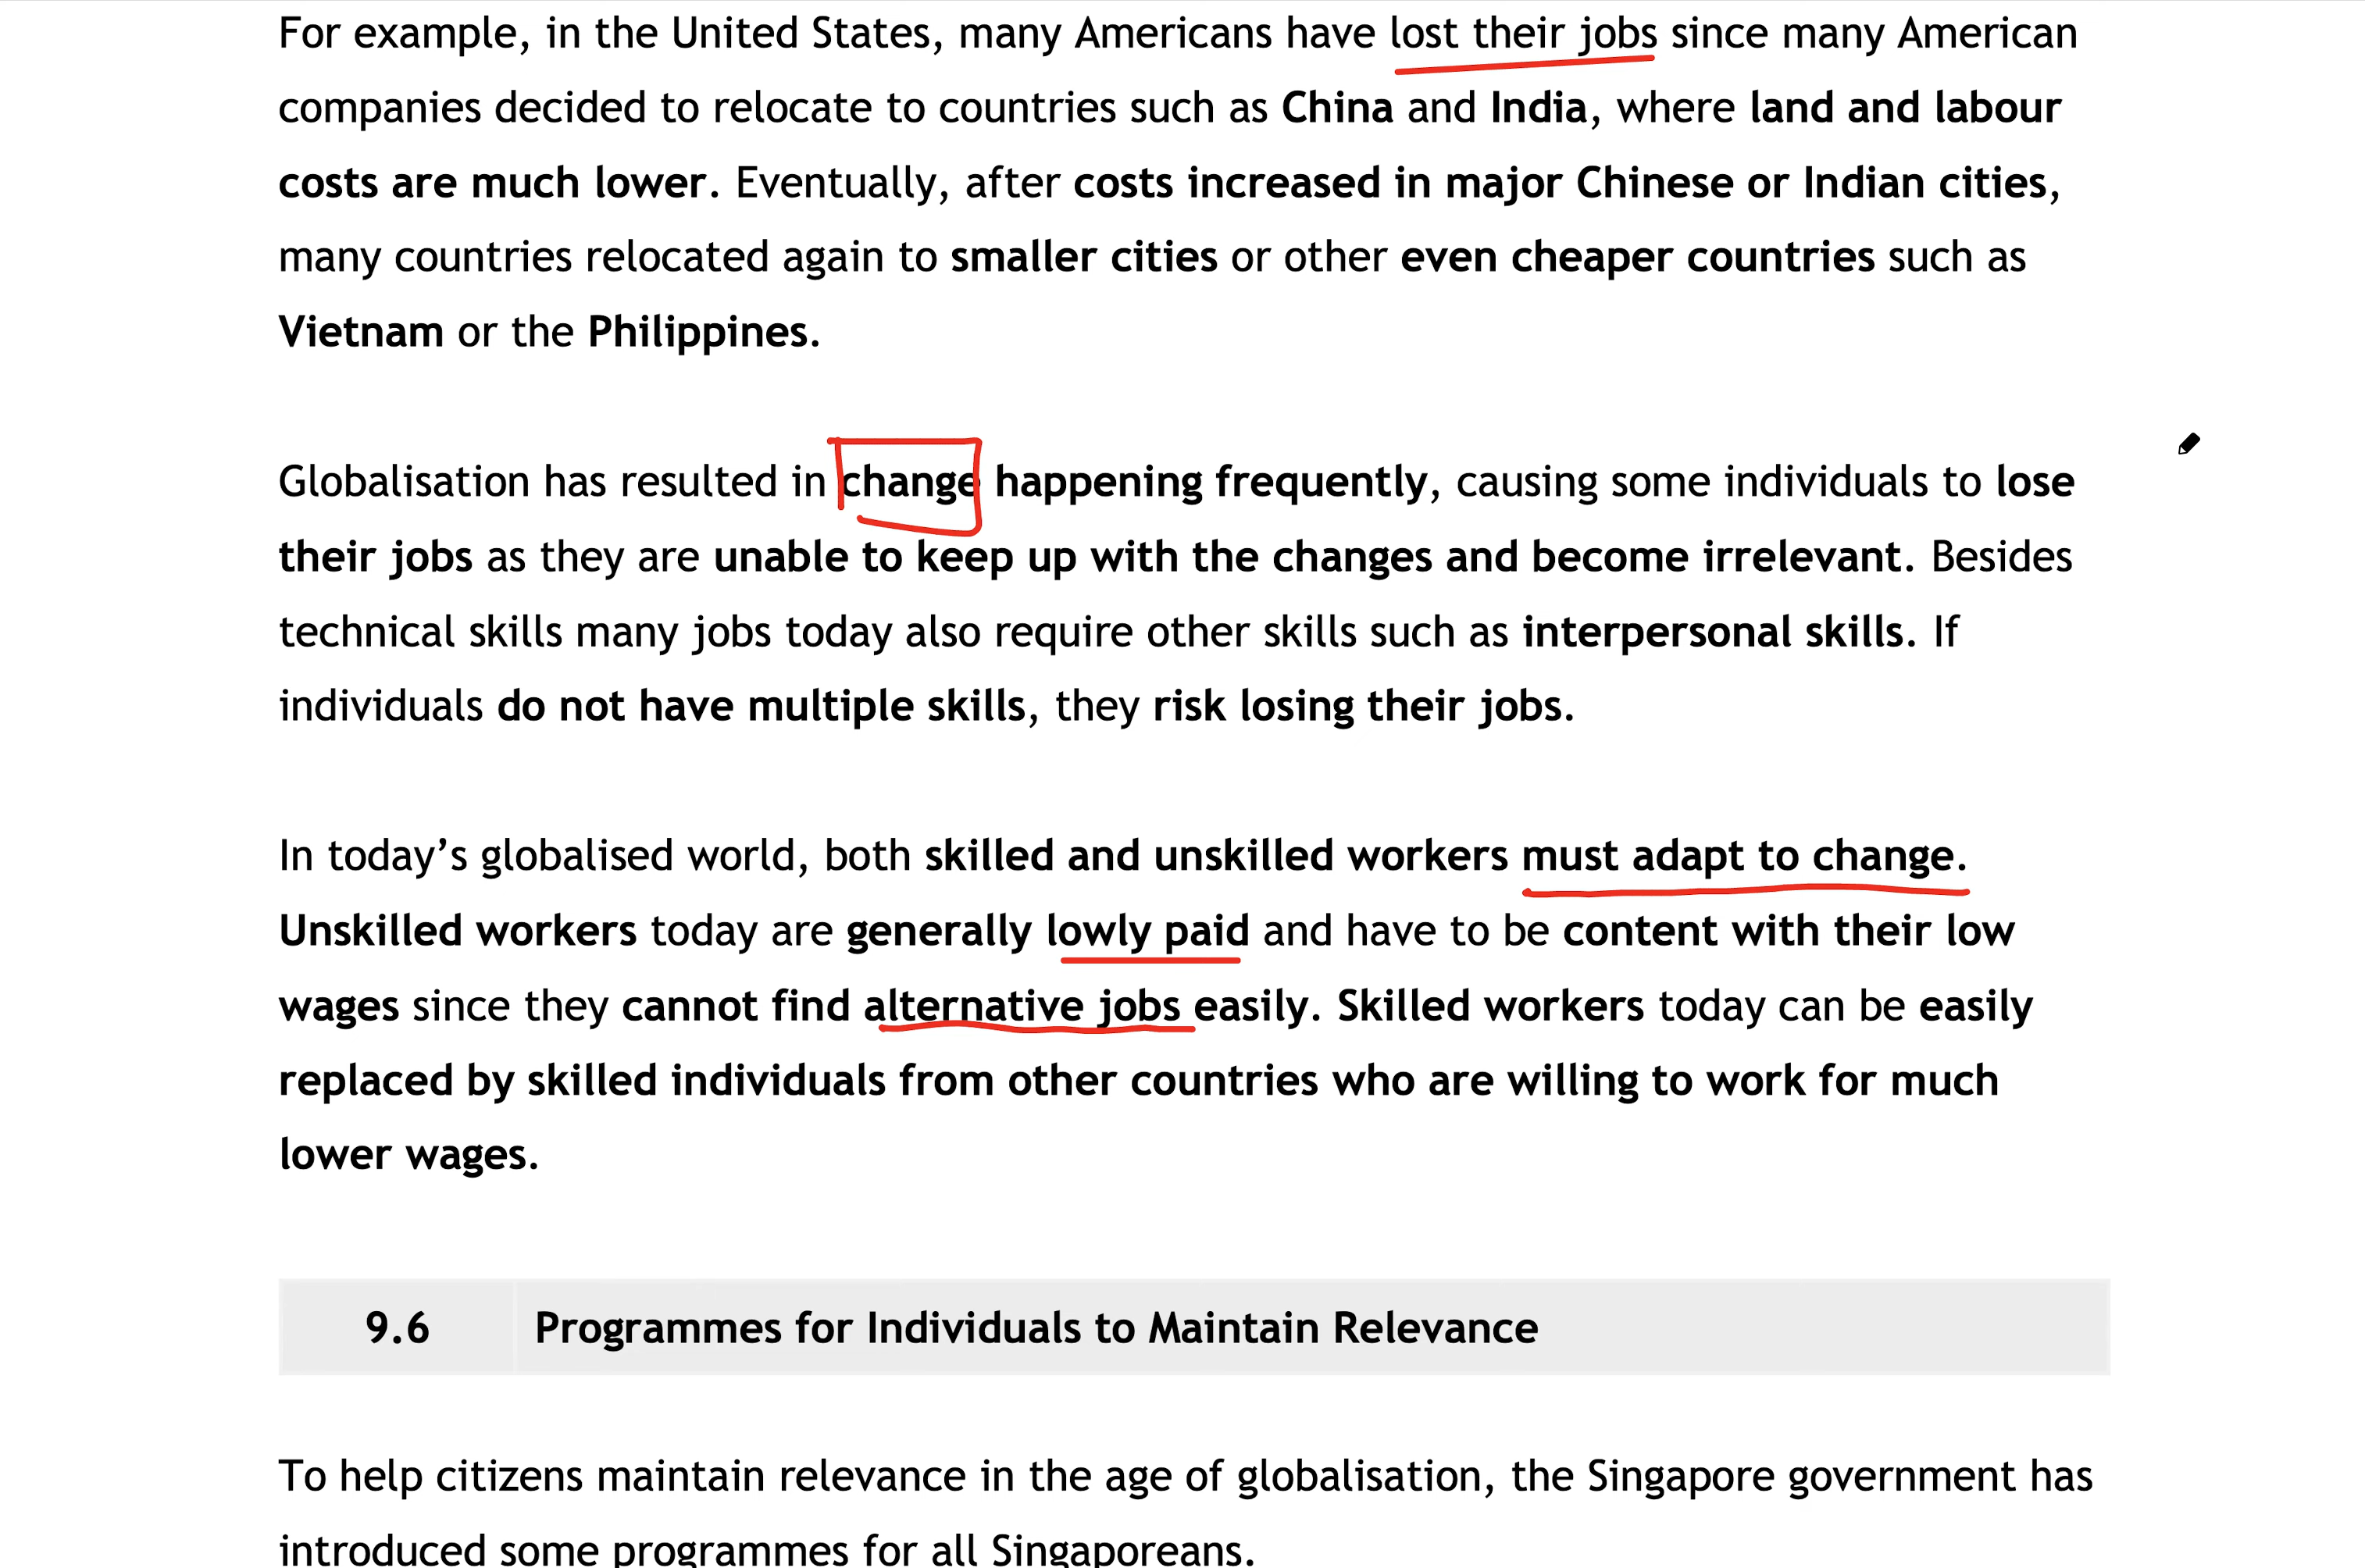 For example, in the United States, many Americans have lost their jobs since many American
companies decided to relocate to countries such as China and India, where land and labour
costs are much lower. Eventually, after costs increased in major Chinese or Indian cities,
many countries relocated again to smaller cities or other even cheaper countries such as
Vietnam or the Philippines.
Globalisation has resulted in change happening frequently, causing some individuals to lose
their jobs as they are unable to keep up with the changes and become irrelevant. Besides
technical skills many jobs today also require other skills such as interpersonal skills. If
individuals do not have multiple skills, they risk losing their jobs.
In today’s globalised world, both skilled and unskilled workers must adapt to change.
Unskilled workers today are generally lowly paid and have to be content with their low
wages since they cannot find alternative jobs easily. Skilled workers today can be easily
replaced by skilled individuals from other countries who are willing to work for much
lower wages.
9.6 Programmes for Individuals to Maintain Relevance
To help citizens maintain relevance in the age of globalisation, the Singapore government has
introduced some programmes for all Singaporeans.